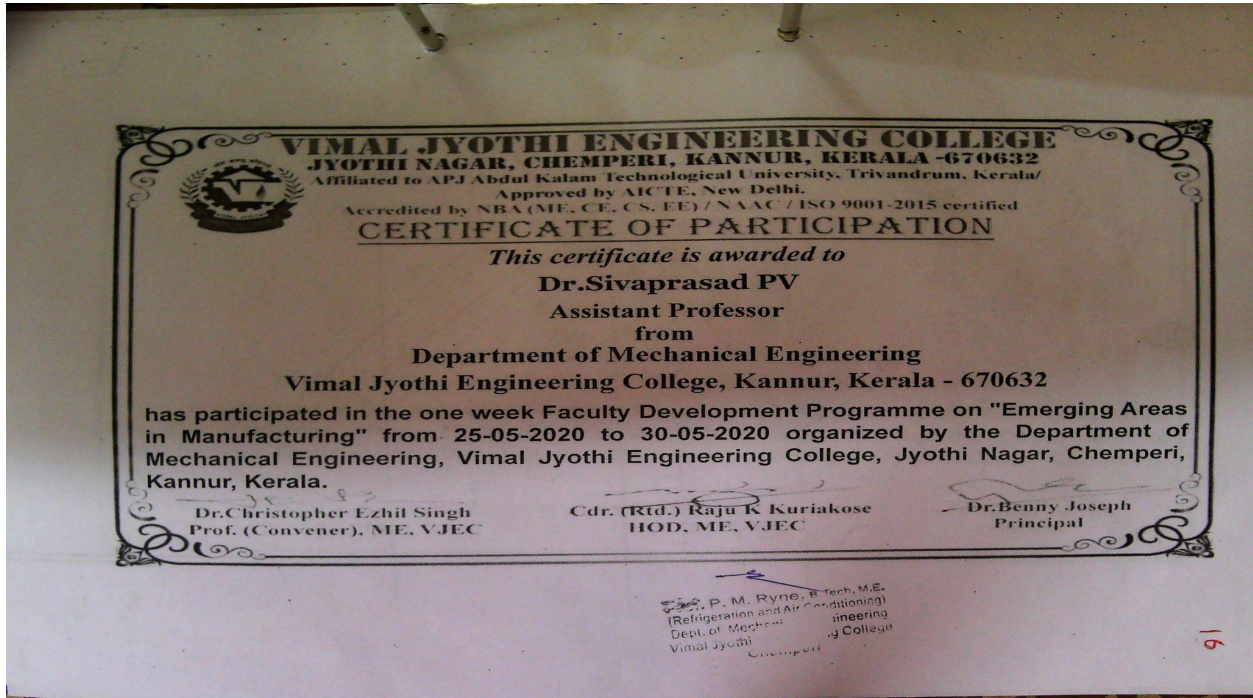 VIMAL JYOTHI ENGINEERING COLLEGE
JYOTHI NAGAR, CHEMPERI, KANNUR, KERALA -670632
Affiliated to APJ Abdul Kalam Technological University, Trivandrum, Kerala/
Approved by AICTE, New Delhi.
Accredited by NBA (ME, CE, CS, EE) / NAAC / ISO 9001-2015 certified
CERTIFICATE OF PARTICIPATION
This certificate is awarded to
Dr.Sivaprasad PV
Assistant Professor
from
Department of Mechanical Engineering
Vimal Jyothi Engineering College, Kannur, Kerala - 670632
has participated in the one week Faculty Development Programme on "Emerging Areas
in Manufacturing" from 25-05-2020 to 30-05-2020 organized by the Department of
Mechanical Engineering, Vimal Jyothi Engineering College, Jyothi Nagar, Chemperi,
Kannur, Kerala.
Dr.Christopher Ezhil Singh
Prof. (Convener), ME, VJEC
Cdr. (Rtd.) Raju K Kuriakose
HOD, ME, VJEC
Dr.Benny Joseph
Principal
P. M. Ryne, B Tech, M.E.
(Refrigeration and Air Conditioning)
Dept. of
Vimal Jyothi College
16